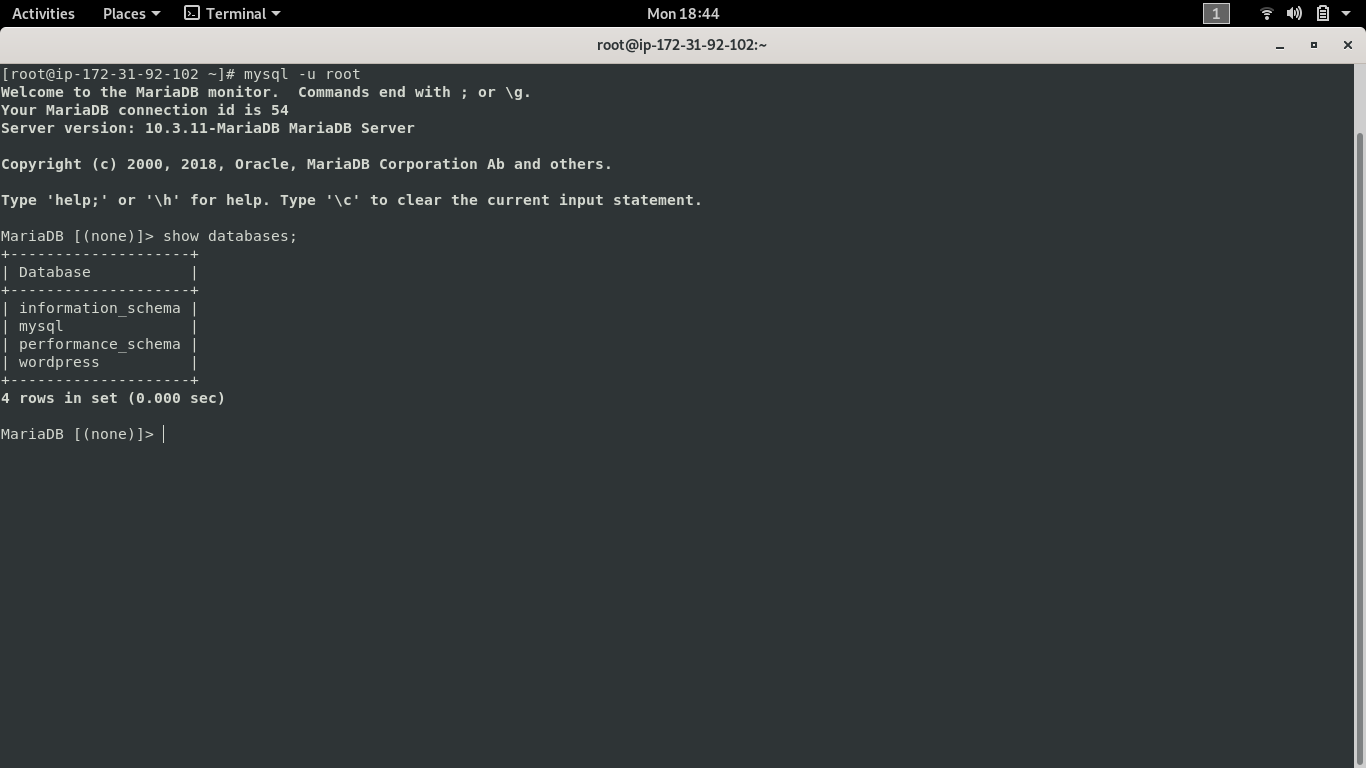 Activities Places Terminal Mon 18:44 1
root@ip-172-31-92-102:~
[root@ip-172-31-92-102 ~]# mysql -u root
Welcome to the MariaDB monitor.  Commands end with ; or \g.
Your MariaDB connection id is 54
Server version: 10.3.11-MariaDB MariaDB Server
Copyright (c) 2000, 2018, Oracle, MariaDB Corporation Ab and others.
Type 'help;' or '\h' for help. Type '\c' to clear the current input statement.
MariaDB [(none)]> show databases;
+--------------------+
| Database           |
+--------------------+
| information_schema |
| mysql              |
| performance_schema |
| wordpress          |
+--------------------+
4 rows in set (0.000 sec)
MariaDB [(none)]>